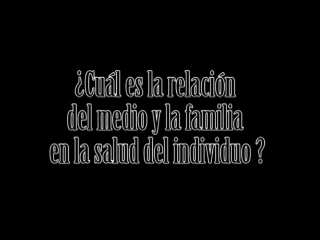 ¿Cuál es la relación
del medio y la familia
en la salud del individuo ?